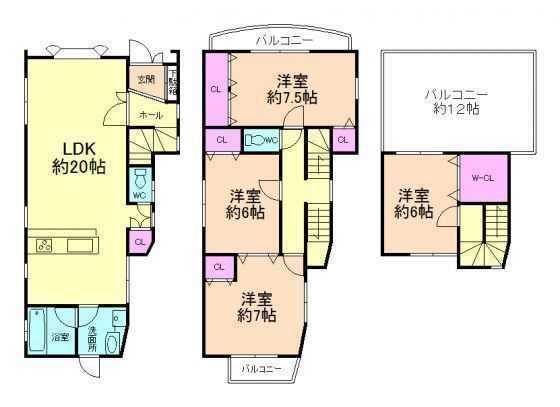 玄関
下駄箱
ホール
LDK
約20帖
WC
CL
浴室
洗面所
バルコニー
CL
洋室
約7.5帖
CL
WC
CL
洋室
約6帖
CL
洋室
約7帖
バルコニー
バルコニー
約12帖
洋室
約6帖
W-CL